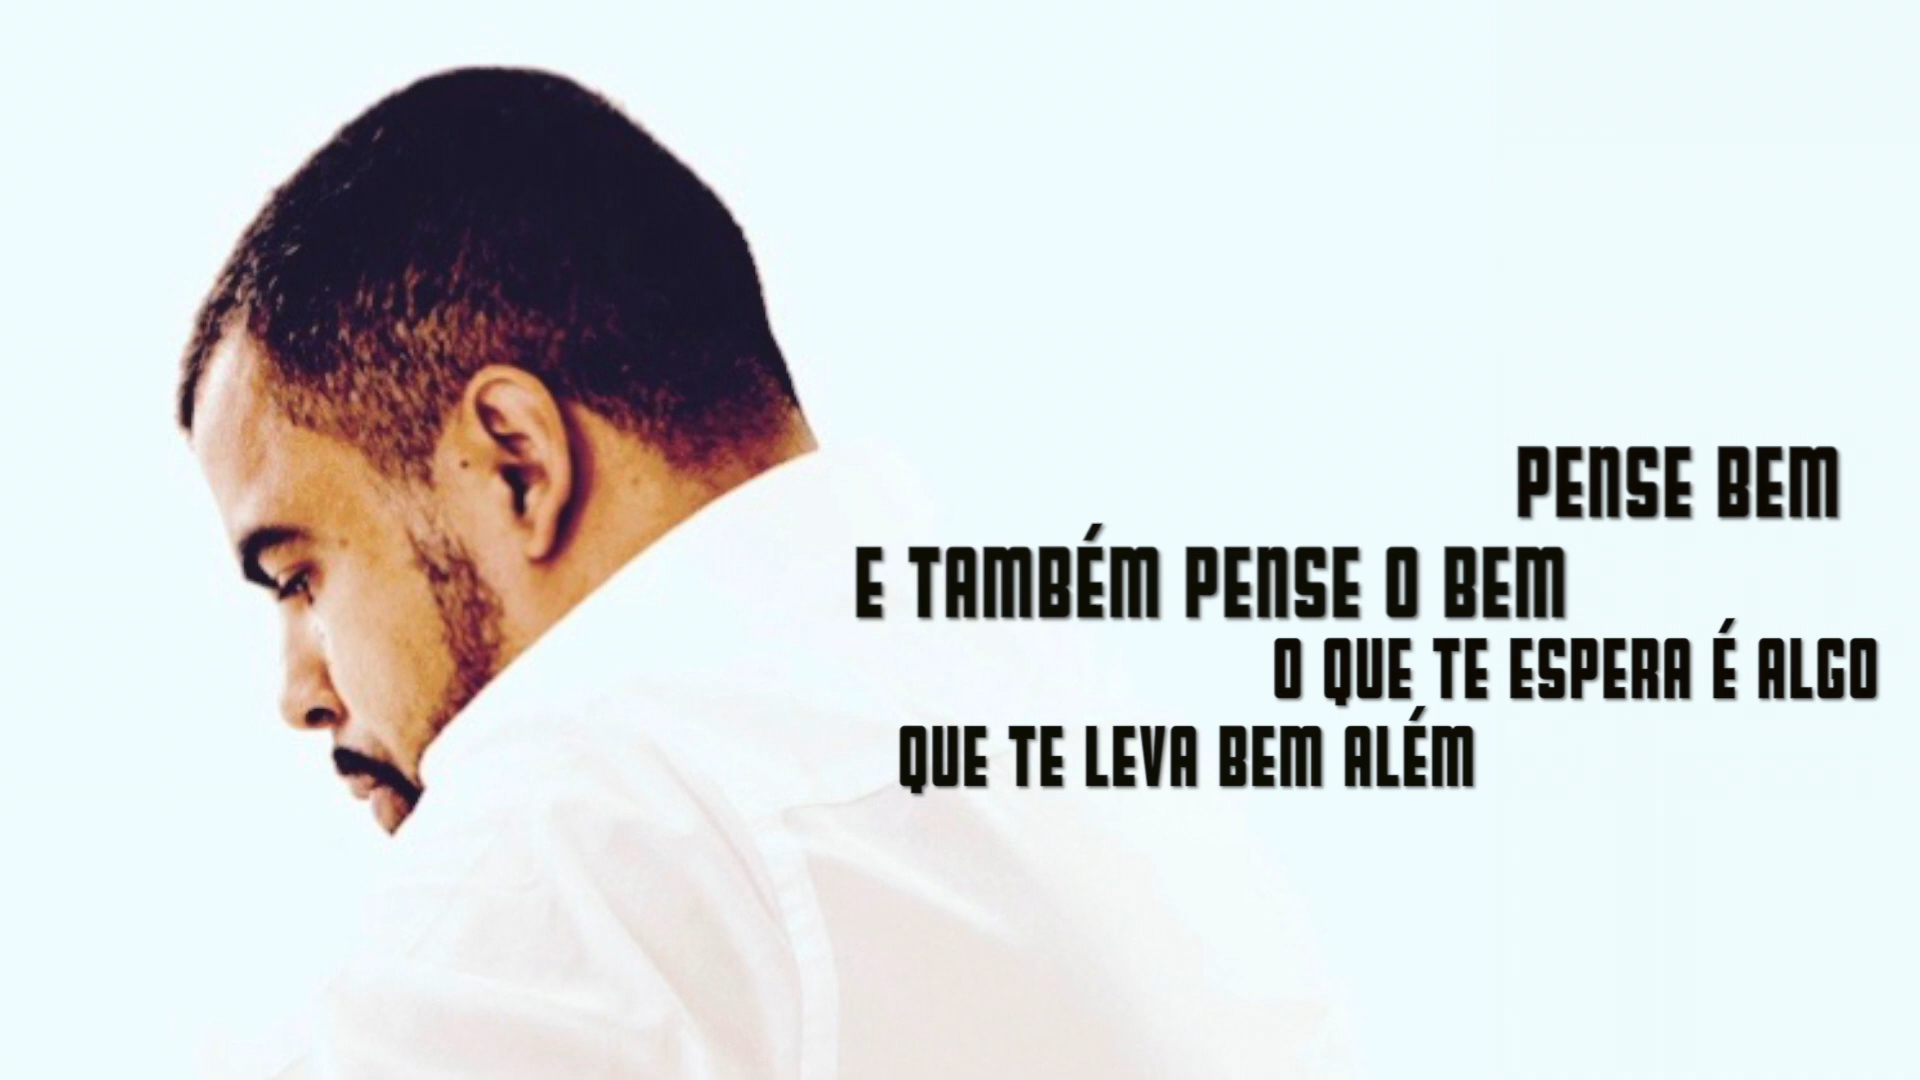 PENSE BEM
E TAMBÉM PENSE O BEM
O QUE TE ESPERA É ALGO
QUE TE LEVA BEM ALÉM